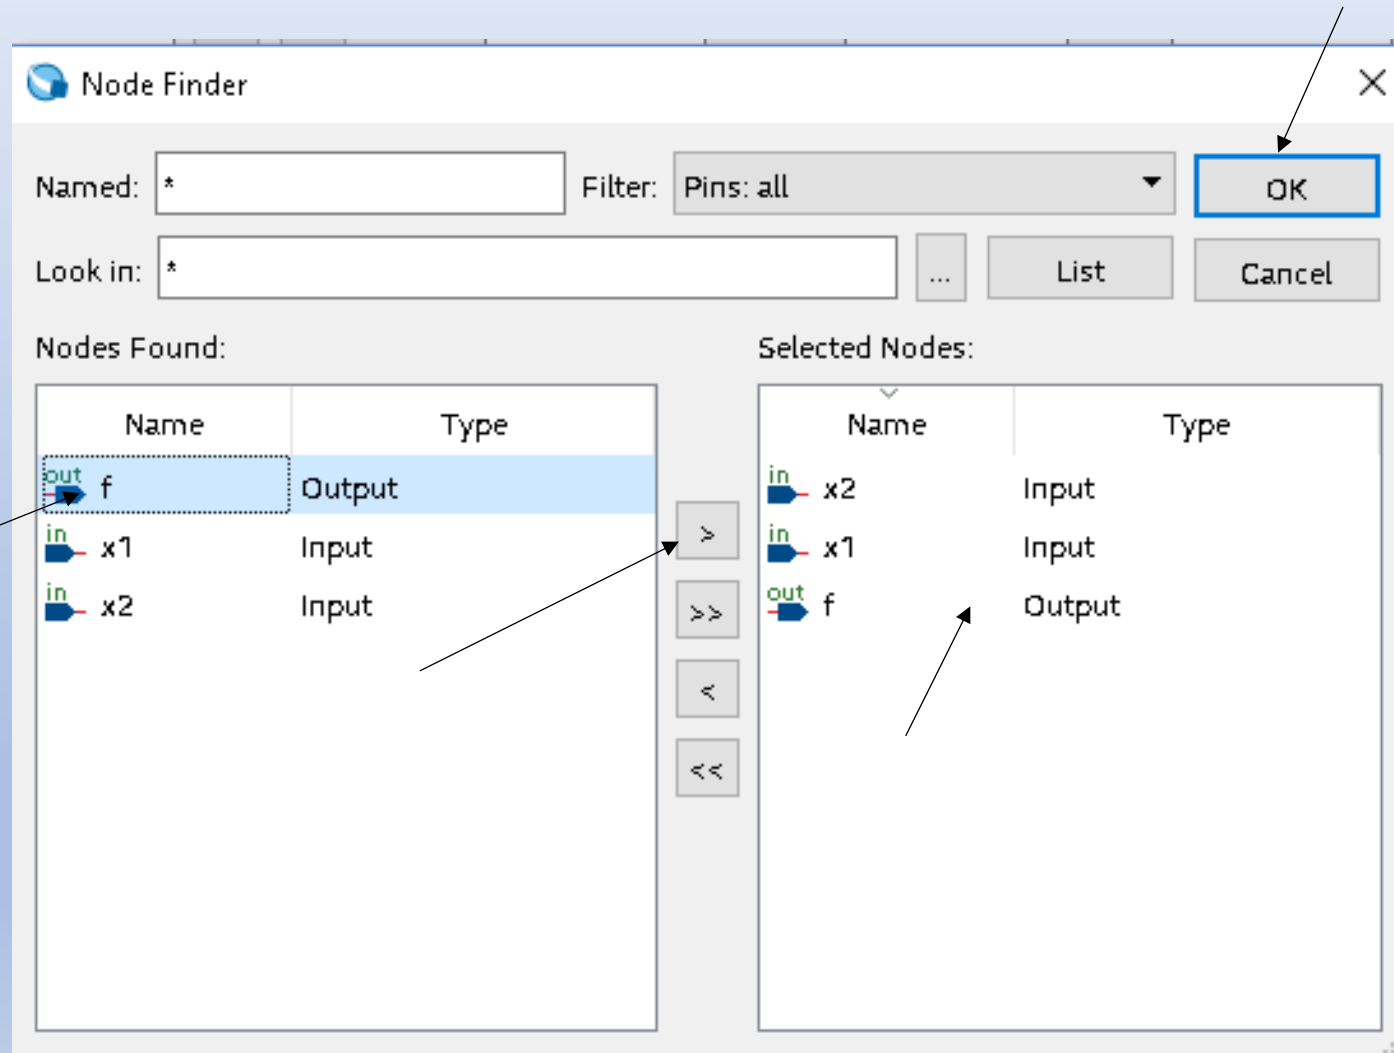 Node Finder
Named: * Filter: Pins: all OK
Look in: * ... List Cancel
Nodes Found: Selected Nodes:
Name Type Name Type
out f Output in x2 Input
>
in x1 Input in x1 Input
in x2 Input out f Output
>>
<
<<